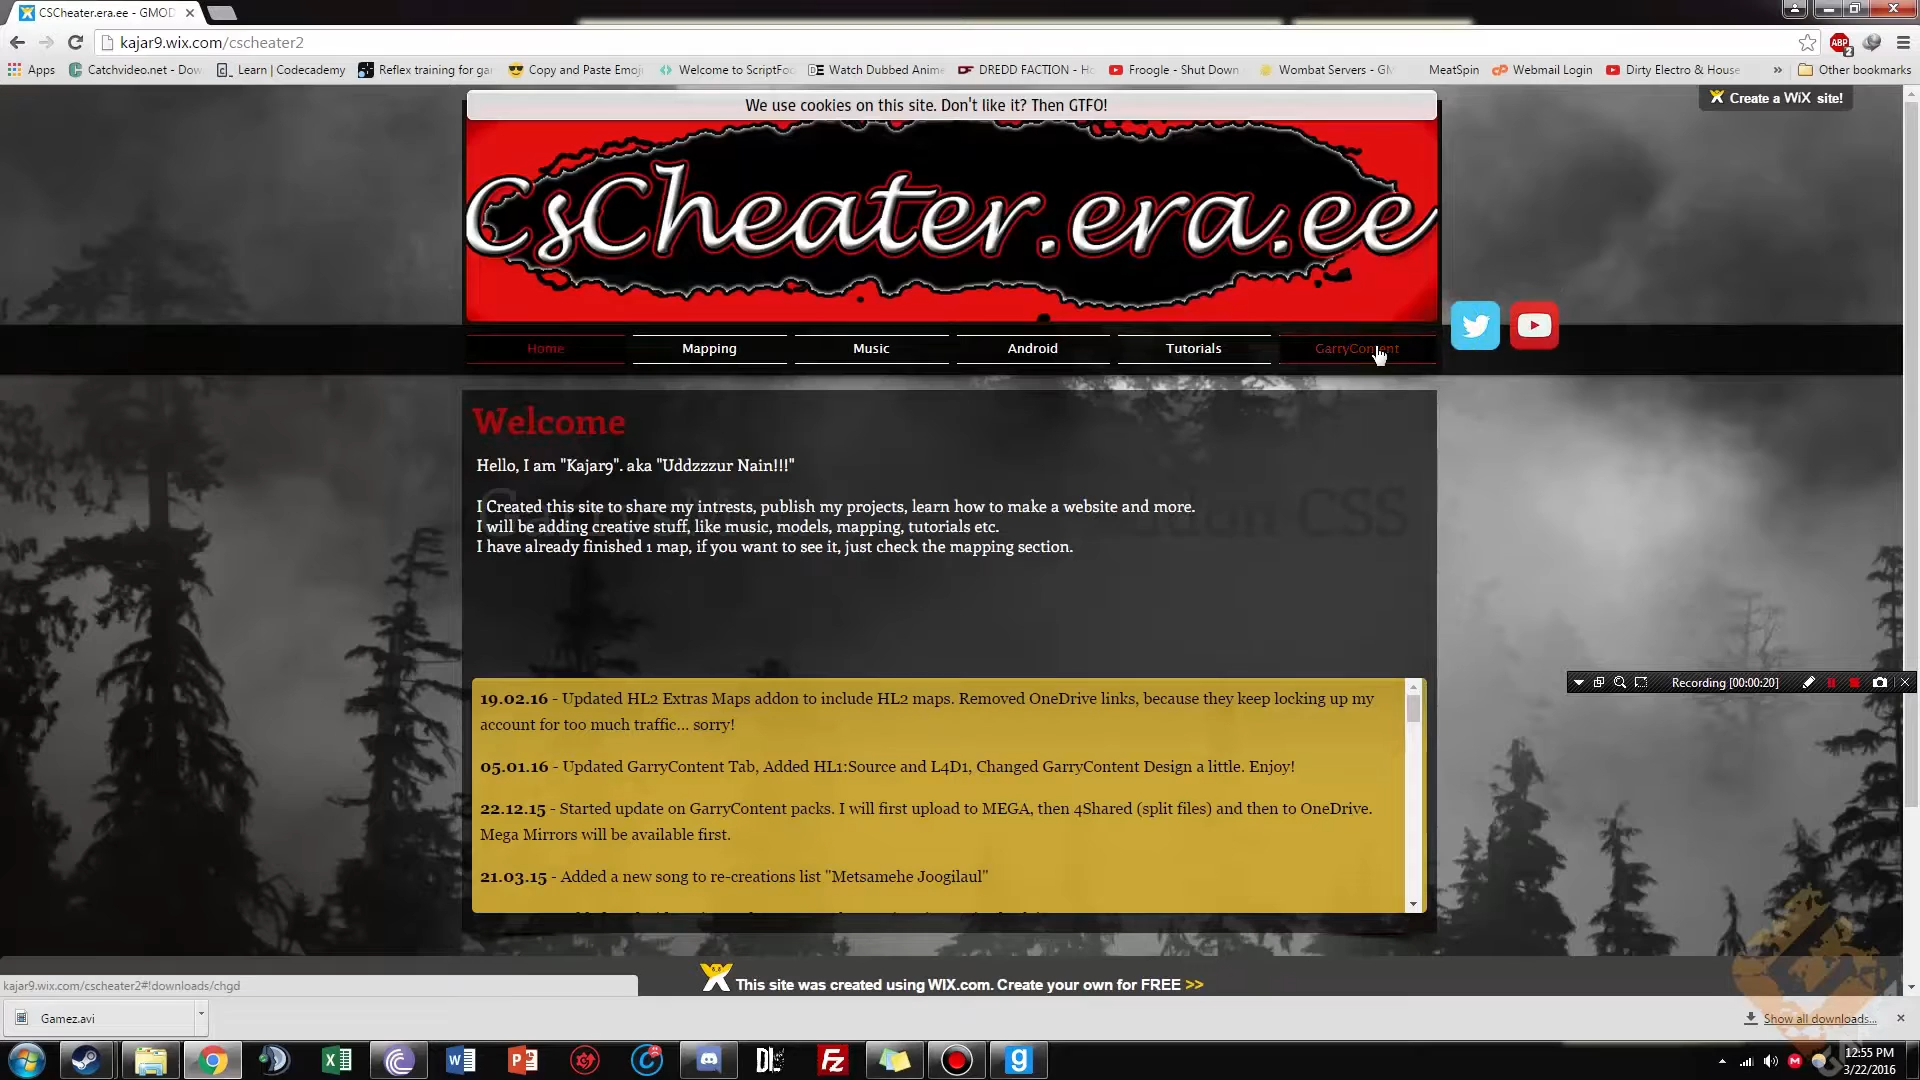 CSCheater.era.ee - GMOD
kajar9.wix.com/cscheater2
Apps Catchvideo.net - Dow Learn | Codecademy Reflex training for gar Copy and Paste Emoji Welcome to ScriptFoc Watch Dubbed Anime DREDD FACTION - Ho Froogle - Shut Down Wombat Servers - GM MeatSpin Webmail Login Dirty Electro & House » Other bookmarks
ABP
2
We use cookies on this site. Don't like it? Then GTFO!
Create a WiX site!
CsCheater.era.ee
Home Mapping Music Android Tutorials GarryContent
Welcome
Hello, I am "Kajar9". aka "Uddzzzur Nain!!!"
I Created this site to share my intrests, publish my projects, learn how to make a website and more.
I will be adding creative stuff, like music, models, mapping, tutorials etc.
I have already finished 1 map, if you want to see it, just check the mapping section.
CSS
Recording [00:00:20]
19.02.16 - Updated HL2 Extras Maps addon to include HL2 maps. Removed OneDrive links, because they keep locking up my
account for too much traffic... sorry!
05.01.16 - Updated GarryContent Tab, Added HL1:Source and L4D1, Changed GarryContent Design a little. Enjoy!
22.12.15 - Started update on GarryContent packs. I will first upload to MEGA, then 4Shared (split files) and then to OneDrive.
Mega Mirrors will be available first.
21.03.15 - Added a new song to re-creations list "Metsamehe Joogilaul"
This site was created using WIX.com. Create your own for FREE >>
kajar9.wix.com/cscheater2#!downloads/chgd
Gamez.avi
Show all downloads...
12:55 PM
3/22/2016